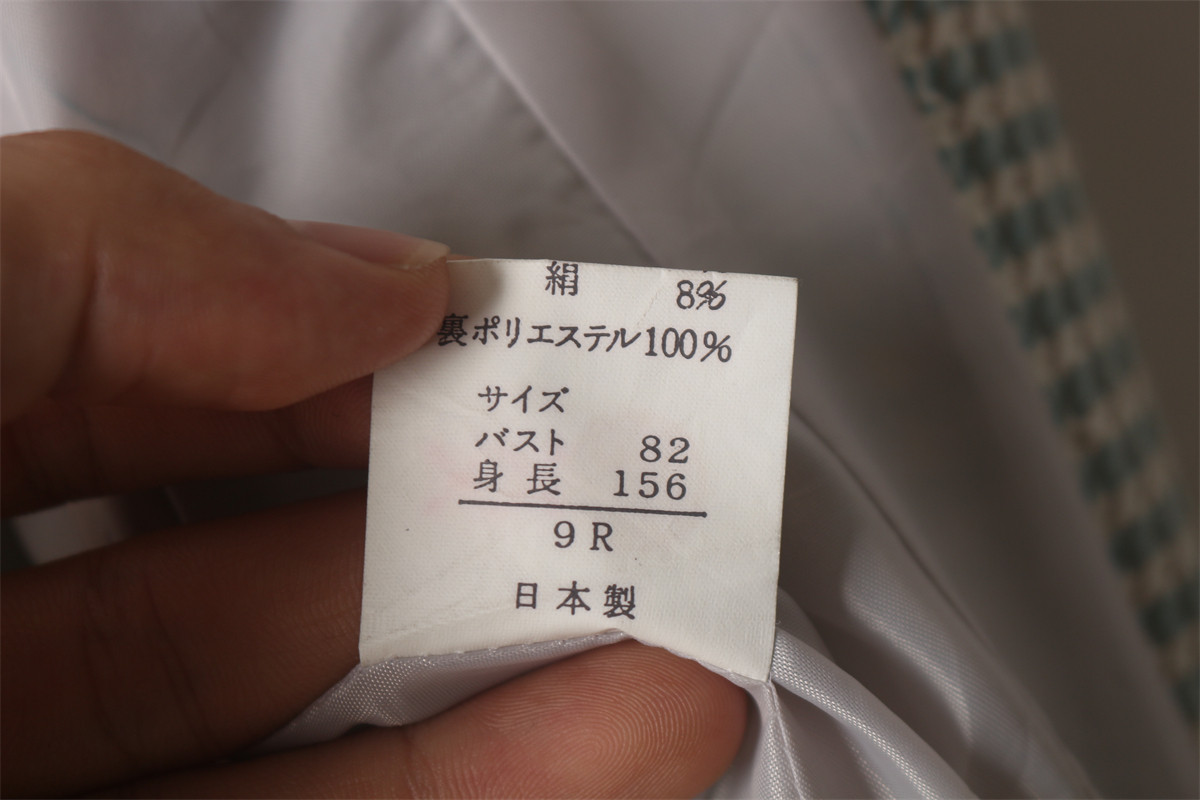 絹 8%
裏ポリエステル100%
サイズ
バスト 82
身長 156
9R
日本製